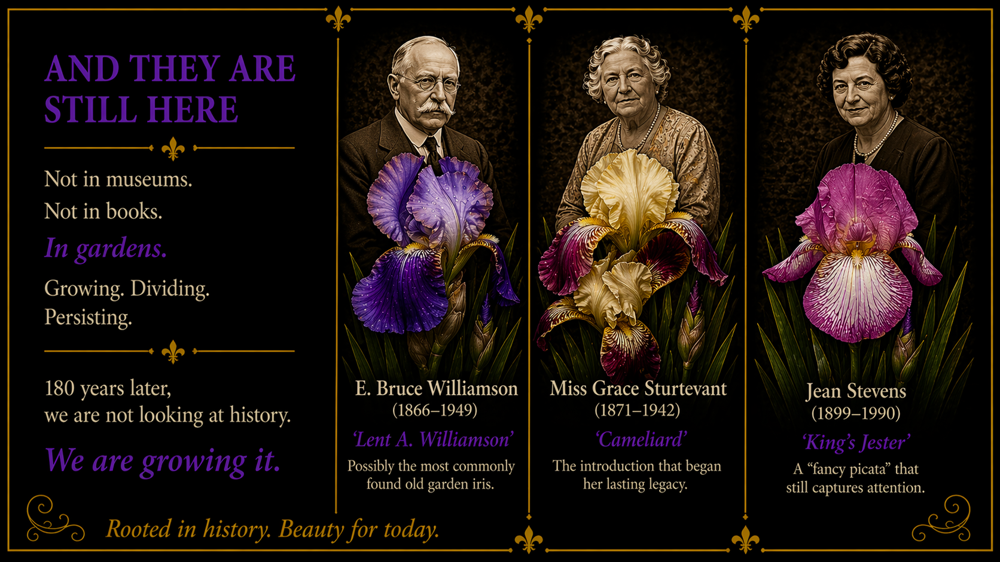 AND THEY ARE
STILL HERE
Not in museums.
Not in books.
In gardens.
Growing. Dividing.
Persisting.
180 years later,
we are not looking at history.
We are growing it.
Rooted in history. Beauty for today.
E. Bruce Williamson
(1866–1949)
‘Lent A. Williamson’
Possibly the most commonly
found old garden iris.
Miss Grace Sturtevant
(1871–1942)
‘Cameliard’
The introduction that began
her lasting legacy.
Jean Stevens
(1899–1990)
‘King’s Jester’
A “fancy picata” that
still captures attention.